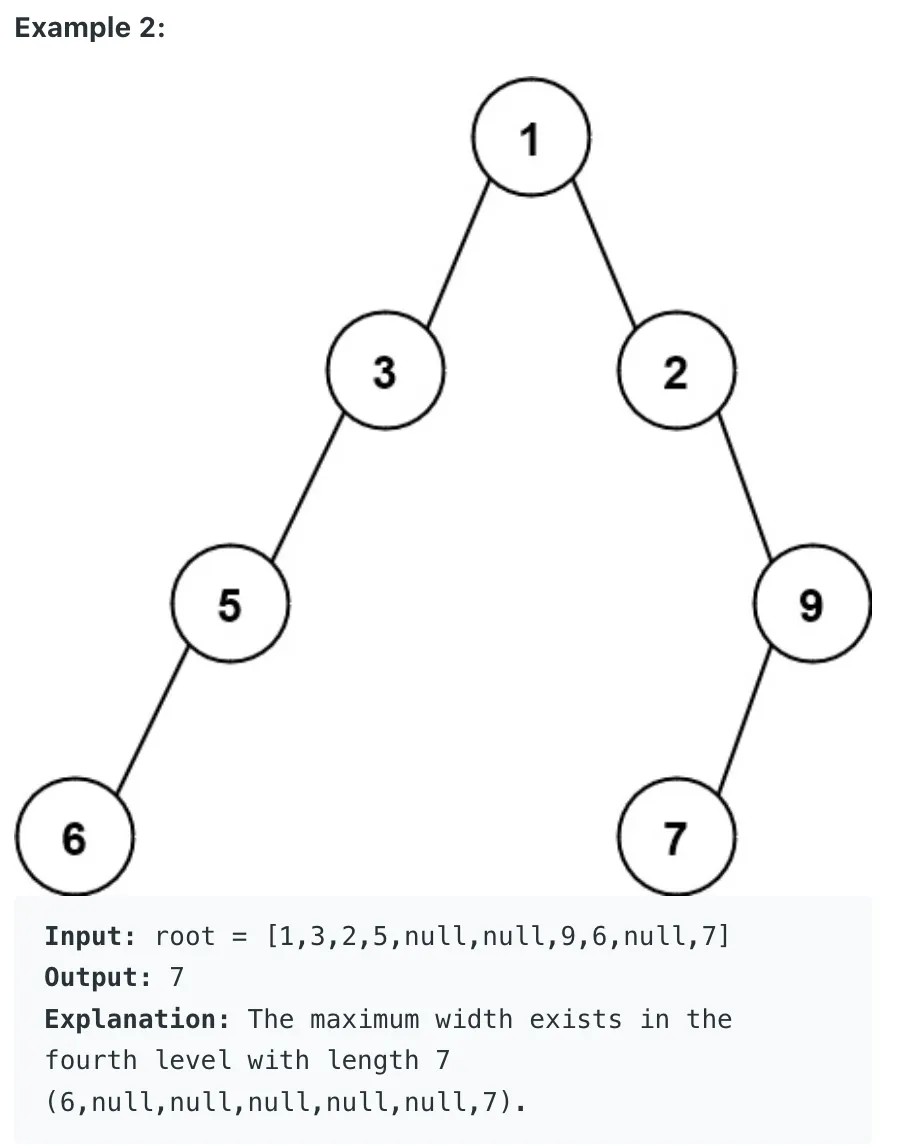 Example 2:
1
3 2
5 9
6 7
Input: root = [1,3,2,5,null,null,9,6,null,7]
Output: 7
Explanation: The maximum width exists in the
fourth level with length 7
(6,null,null,null,null,null,7).